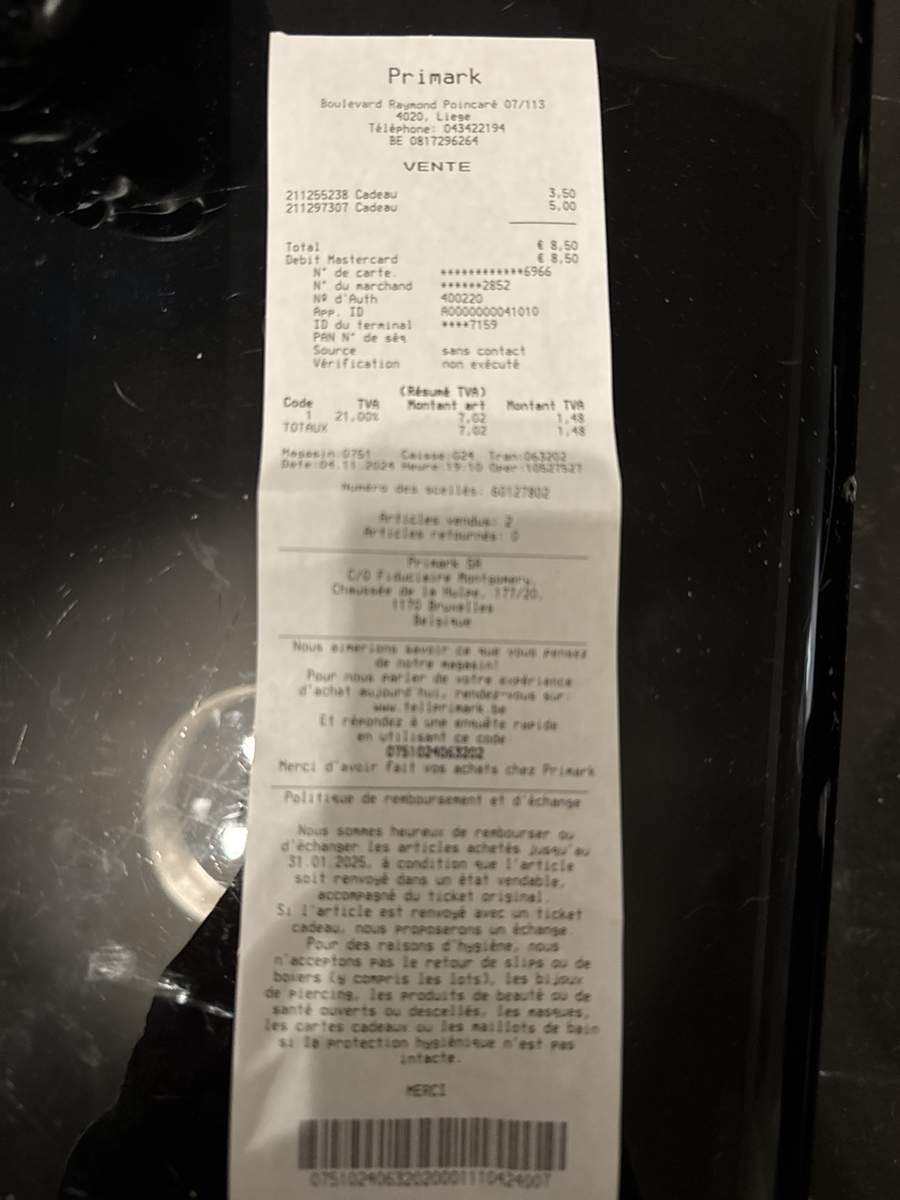 Primark
Boulevard Raymond Poincaré 07/113
4020, Liege
Téléphone: 043422194
BE 0817296264
VENTE
211255238 Cadeau 3,50
211297307 Cadeau 5,00
Total € 8,50
Debit Mastercard € 8,50
N° de carte. ************6966
N° du marchand ******2852
Nº d'Auth 400220
App. ID A0000000041010
ID du terminal ****7159
PAN N° de séq
Source sans contact
Vérification non exécuté
(Résumé TVA)
Code TVA Montant art Montant TVA
1 21,00% 7,02 1,48
TOTAUX 7,02 1,48
Magasin:0751 Caisse:024 Tran:063202
Date:04.11.2024 Heure:19:10 Oper:
Numéro des scellés: 60127802
Articles vendus: 2
Articles retournés: 0
Primark SA
C/O Fiduciaire Montgomery,
Chaussée de la Hulpe, 177/20,
1170 Bruxelles
Belgique
Nous aimerions savoir ce que vous pensez
de notre magasin!
Pour nous parler de votre expérience
d'achat aujourd'hui, rendez-vous sur:
www.tellprimark.be
Et répondez à une enquête rapide
en utilisant ce code:
0751024063202
Merci d'avoir fait vos achats chez Primark
Politique de remboursement et d'échange
Nous sommes heureux de rembourser ou
d'échanger les articles achetés jusqu'au
31.01.2025, à condition que l'article
soit renvoyé dans un état vendable,
accompagné du ticket original.
Si l'article est renvoyé avec un ticket
cadeau, nous proposerons un échange.
Pour des raisons d'hygiène, nous
n'acceptons pas le retour de slips ou de
boxers (y compris les lots), les bijoux
de piercing, les produits de beauté ou de
santé ouverts ou descellés, les masques,
les cartes cadeaux ou les maillots de bain
si la protection hygiénique n'est pas
intacte.
MERCI
07510240632020001110424007